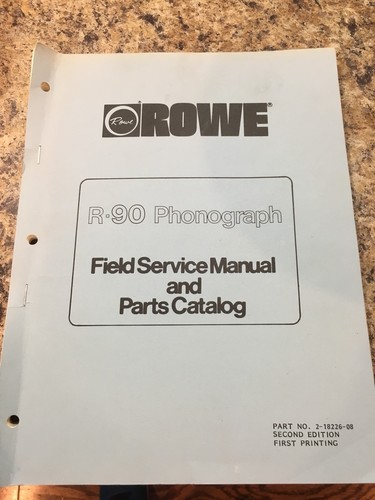 Rowe ROWE®
R-90 Phonograph
Field Service Manual
and
Parts Catalog
PART NO. 2-18226-08
SECOND EDITION
FIRST PRINTING